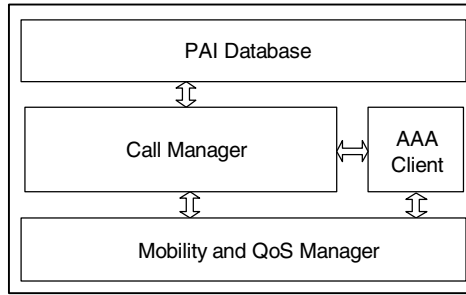 PAI Database
Call Manager
AAA
Client
Mobility and QoS Manager